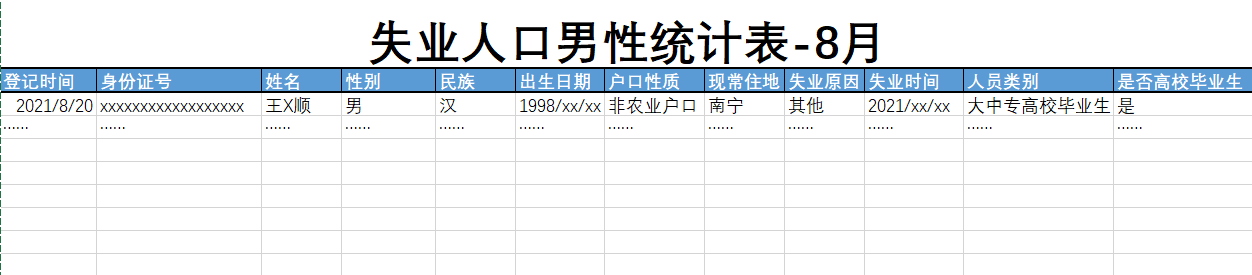 失业人口男性统计表-8月
登记时间 身份证号 姓名 性别 民族 出生日期 户口性质 现常住地 失业原因 失业时间 人员类别 是否高校毕业生
2021/8/20 xxxxxxxxxxxxxxxxxx 王X顺 男 汉 1998/xx/xx 非农业户口 南宁 其他 2021/xx/xx 大中专高校毕业生 是
...... ...... ...... ...... ...... ...... ...... ...... ...... ...... ...... ......